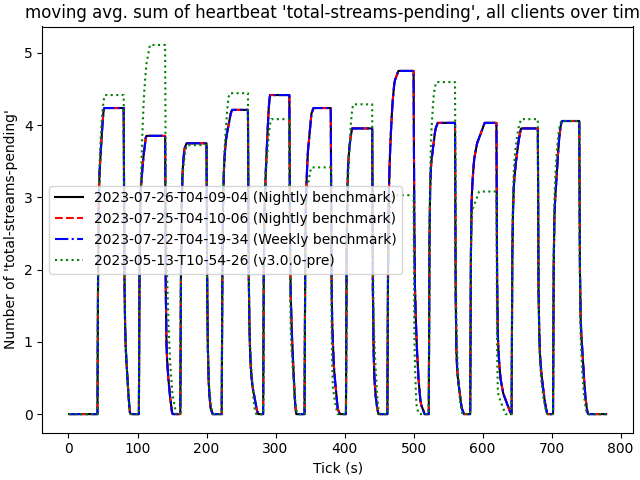 moving avg. sum of heartbeat 'total-streams-pending', all clients over tim
Number of 'total-streams-pending'
5
4
3
2
1
0
2023-07-26-T04-09-04 (Nightly benchmark)
2023-07-25-T04-10-06 (Nightly benchmark)
2023-07-22-T04-19-34 (Weekly benchmark)
2023-05-13-T10-54-26 (v3.0.0-pre)
0 100 200 300 400 500 600 700 800
Tick (s)